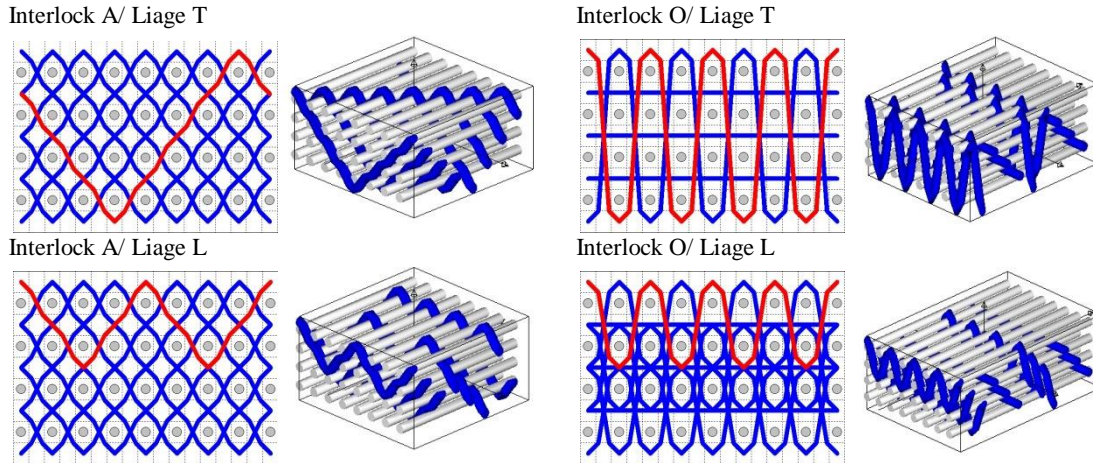 Interlock A/ Liage T
Interlock O/ Liage T
Interlock A/ Liage L
Interlock O/ Liage L